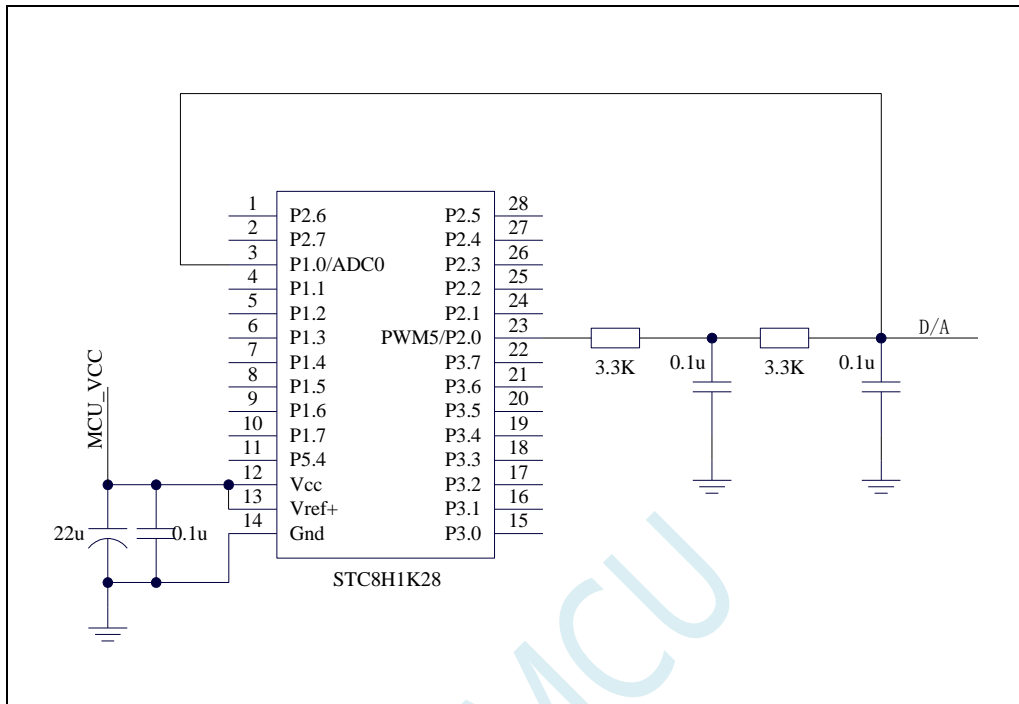 1
2
3
4
5
6
7
8
9
10
11
12
13
14
P2.6
P2.7
P1.0/ADC0
P1.1
P1.2
P1.3
P1.4
P1.5
P1.6
P1.7
P5.4
Vcc
Vref+
Gnd
P2.5
P2.4
P2.3
P2.2
P2.1
PWM5/P2.0
P3.7
P3.6
P3.5
P3.4
P3.3
P3.2
P3.1
P3.0
28
27
26
25
24
23
22
21
20
19
18
17
16
15
STC8H1K28
MCU_VCC
22u
0.1u
3.3K
0.1u
3.3K
0.1u
D/A
MCU